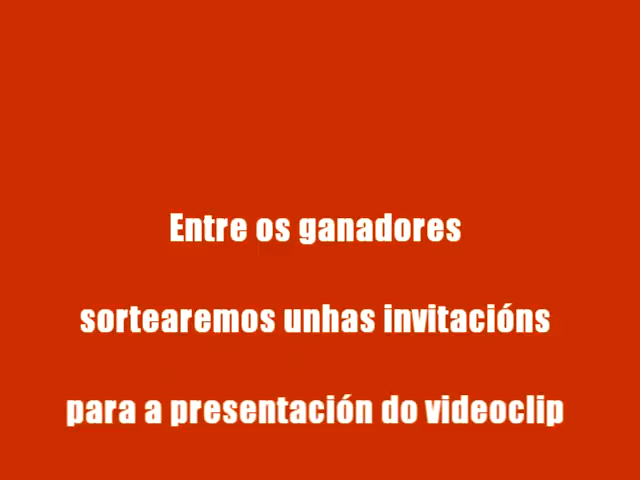 Entre os ganadores
sortearemos unhas invitacións
para a presentación do videoclip